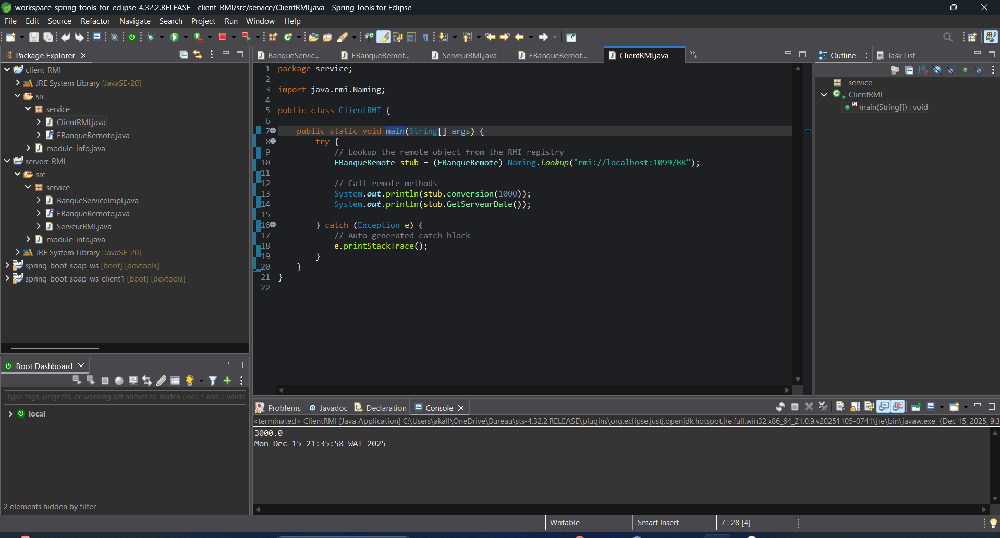 workspace-spring-tools-for-eclipse-4.32.2.RELEASE - client_RMI/src/service/ClientRMI.java - Spring Tools for Eclipse
File Edit Source Refactor Navigate Search Project Run Window Help
Package Explorer
client_RMI
JRE System Library [JavaSE-20]
src
service
ClientRMI.java
EBanqueRemote.java
module-info.java
serverr_RMI
src
service
BanqueServiceImpl.java
EBanqueRemote.java
ServeurRMI.java
module-info.java
JRE System Library [JavaSE-20]
spring-boot-soap-ws [boot] [devtools]
spring-boot-soap-ws-client1 [boot] [devtools]
Boot Dashboard
Type tags, projects, or working set names to match (incl. * and ? wildc
local
2 elements hidden by filter
BanqueServic... EBanqueRemot... ServeurRMI.java EBanqueRemot... ClientRMI.java »6
1 package service;
2
3 import java.rmi.Naming;
4
5 public class ClientRMI {
6
7 public static void main(String[] args) {
8 try {
9 // Lookup the remote object from the RMI registry
10 EBanqueRemote stub = (EBanqueRemote) Naming.lookup("rmi://localhost:1099/BK");
11
12 // Call remote methods
13 System.out.println(stub.conversion(1000));
14 System.out.println(stub.GetServeurDate());
15
16 } catch (Exception e) {
17 // Auto-generated catch block
18 e.printStackTrace();
19 }
20 }
21 }
22
Outline Task List
service
ClientRMI
main(String[]) : void
Problems Javadoc Declaration Console
<terminated> ClientRMI [Java Application] C:\Users\akall\OneDrive\Bureau\sts-4.32.2.RELEASE\plugins\org.eclipse.justj.openjdk.hotspot.jre.full.win32.x86_64_21.0.9.v20251105-0741\jre\bin\javaw.exe (Dec 15, 2025, 9:3
3000.0
Mon Dec 15 21:35:58 WAT 2025
Writable Smart Insert 7 : 28 [4]